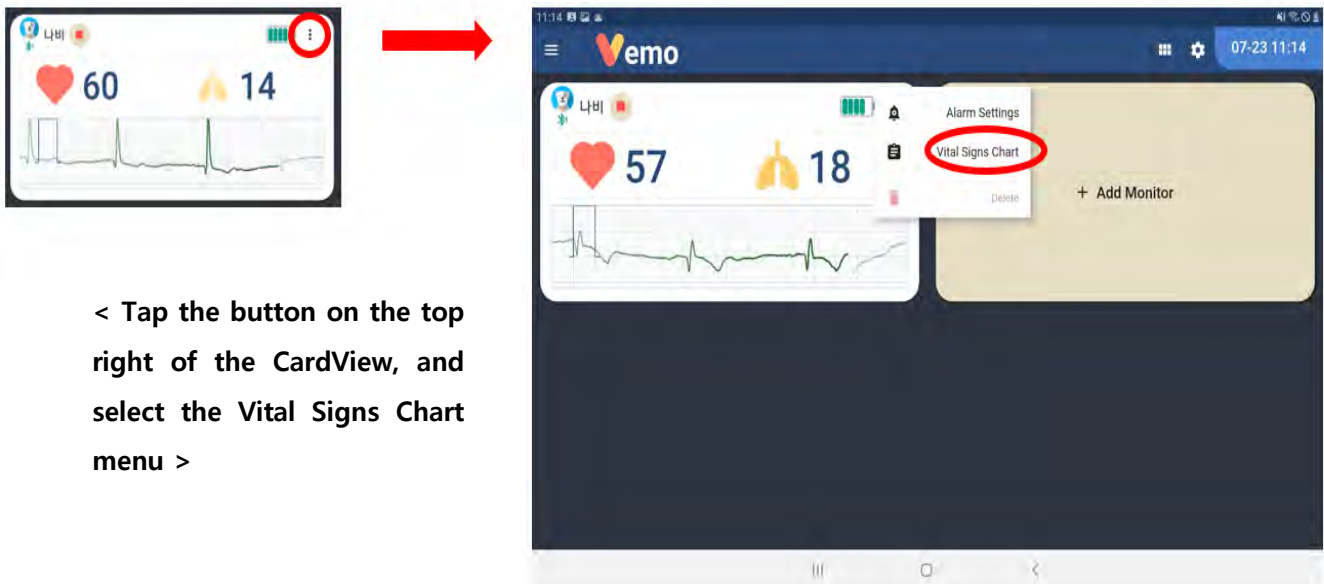 나비
60
14
11:14
Vemo
07-23 11:14
나비
57
18
Alarm Settings
Vital Signs Chart
Delete
+ Add Monitor
< Tap the button on the top
right of the CardView, and
select the Vital Signs Chart
menu >